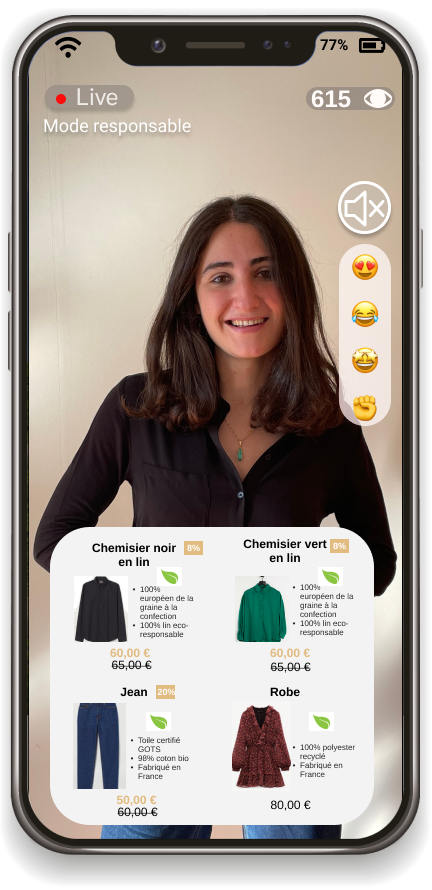 77%
Live
615
Mode responsable
Chemisier noir 8%
en lin
• 100%
européen de la
graine à la
confection
• 100% lin eco-
responsable
60,00 €
65,00 €
Chemisier vert 8%
en lin
• 100%
européen de la
graine à la
confection
• 100% lin eco-
responsable
60,00 €
65,00 €
Jean 20%
• Toile certifié
GOTS
• 98% coton bio
• Fabriqué en
France
50,00 €
60,00 €
Robe
• 100% polyester
recyclé
• Fabriqué en
France
80,00 €